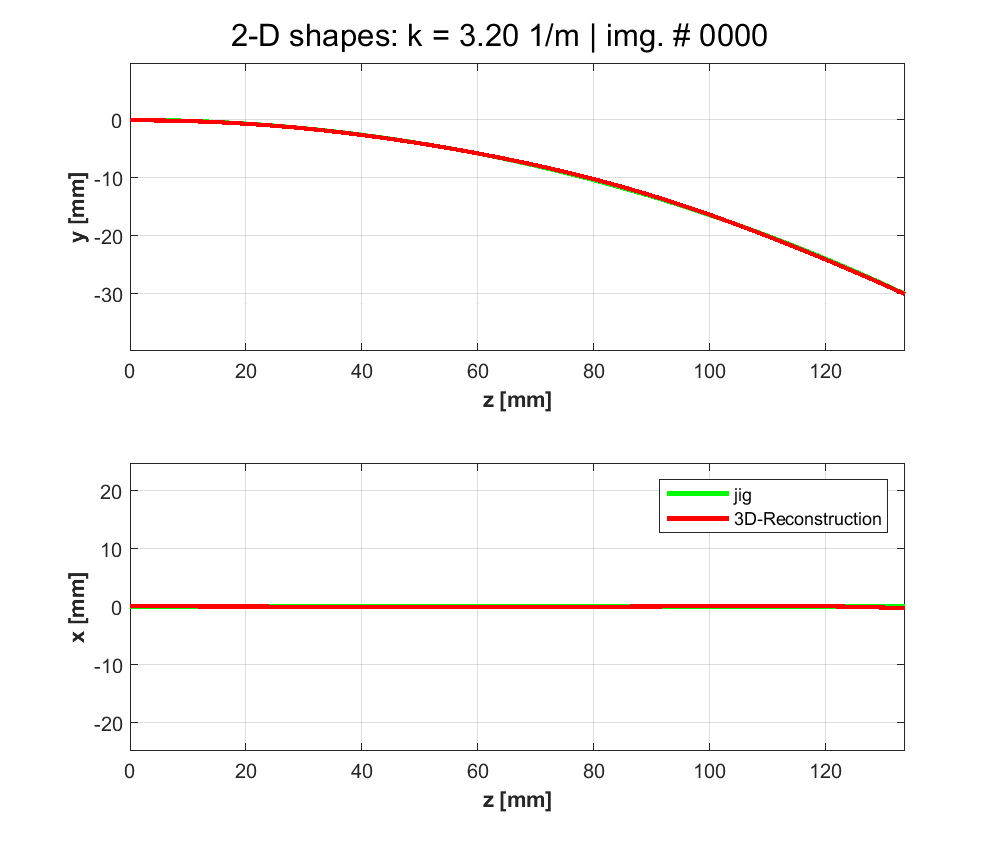 2-D shapes: k = 3.20 1/m | img. # 0000
0
-10
-20
-30
y [mm]
0 20 40 60 80 100 120
z [mm]
20
10
0
-10
-20
x [mm]
jig
3D-Reconstruction
0 20 40 60 80 100 120
z [mm]